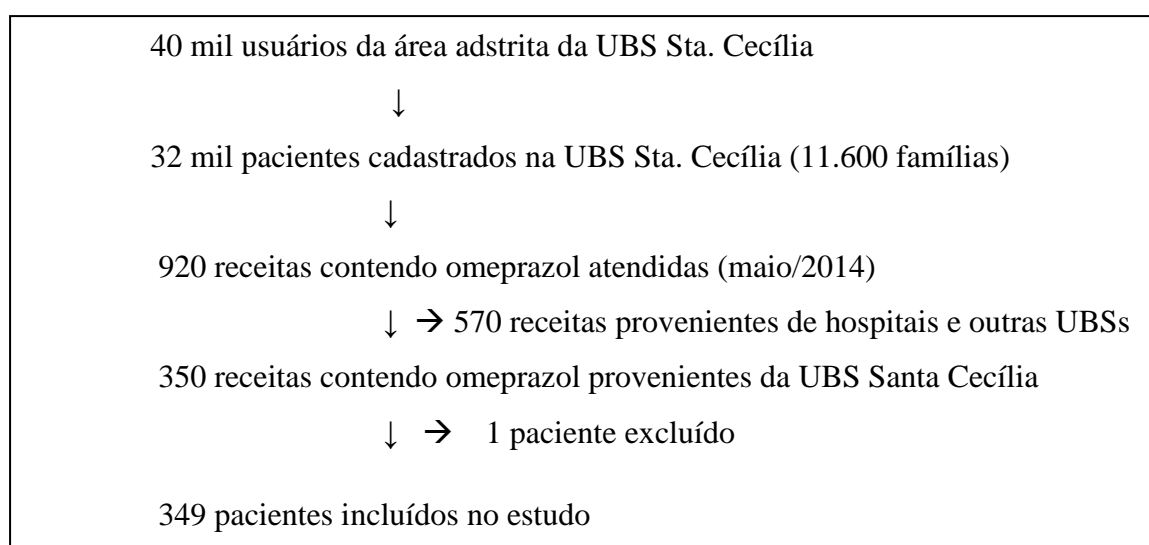 40 mil usuários da área adstrita da UBS Sta. Cecília
↓
32 mil pacientes cadastrados na UBS Sta. Cecília (11.600 famílias)
↓
920 receitas contendo omeprazol atendidas (maio/2014)
↓ → 570 receitas provenientes de hospitais e outras UBSs
350 receitas contendo omeprazol provenientes da UBS Santa Cecília
↓ → 1 paciente excluído
349 pacientes incluídos no estudo